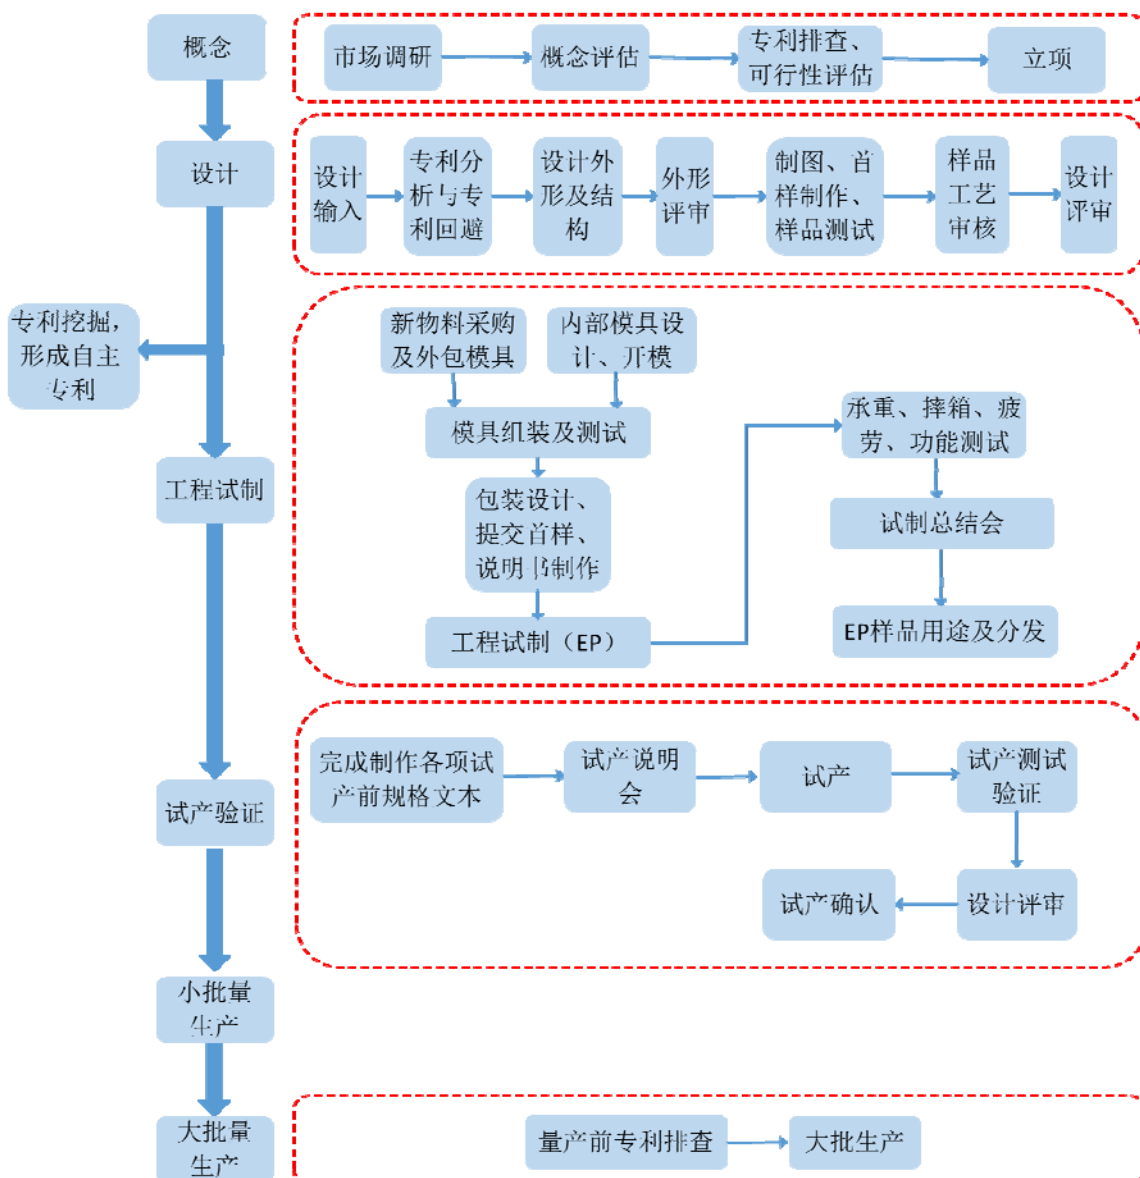 概念
市场调研
概念评估
专利排查、
可行性评估
立项
设计
设计
输入
专利分
析与专
利回避
设计外
形及结
构
外形
评审
制图、首
样制作、
样品测试
样品
工艺
审核
设计
评审
专利挖掘，
形成自主
专利
工程试制
新物料采购
及外包模具
内部模具设
计、开模
模具组装及测试
包装设计、
提交首样、
说明书制作
工程试制（EP）
承重、摔箱、疲
劳、功能测试
试制总结会
EP样品用途及分发
试产验证
完成制作各项试
产前规格文本
试产说明
会
试产
试产测试
验证
设计评审
试产确认
小批量
生产
大批量
生产
量产前专利排查
大批生产